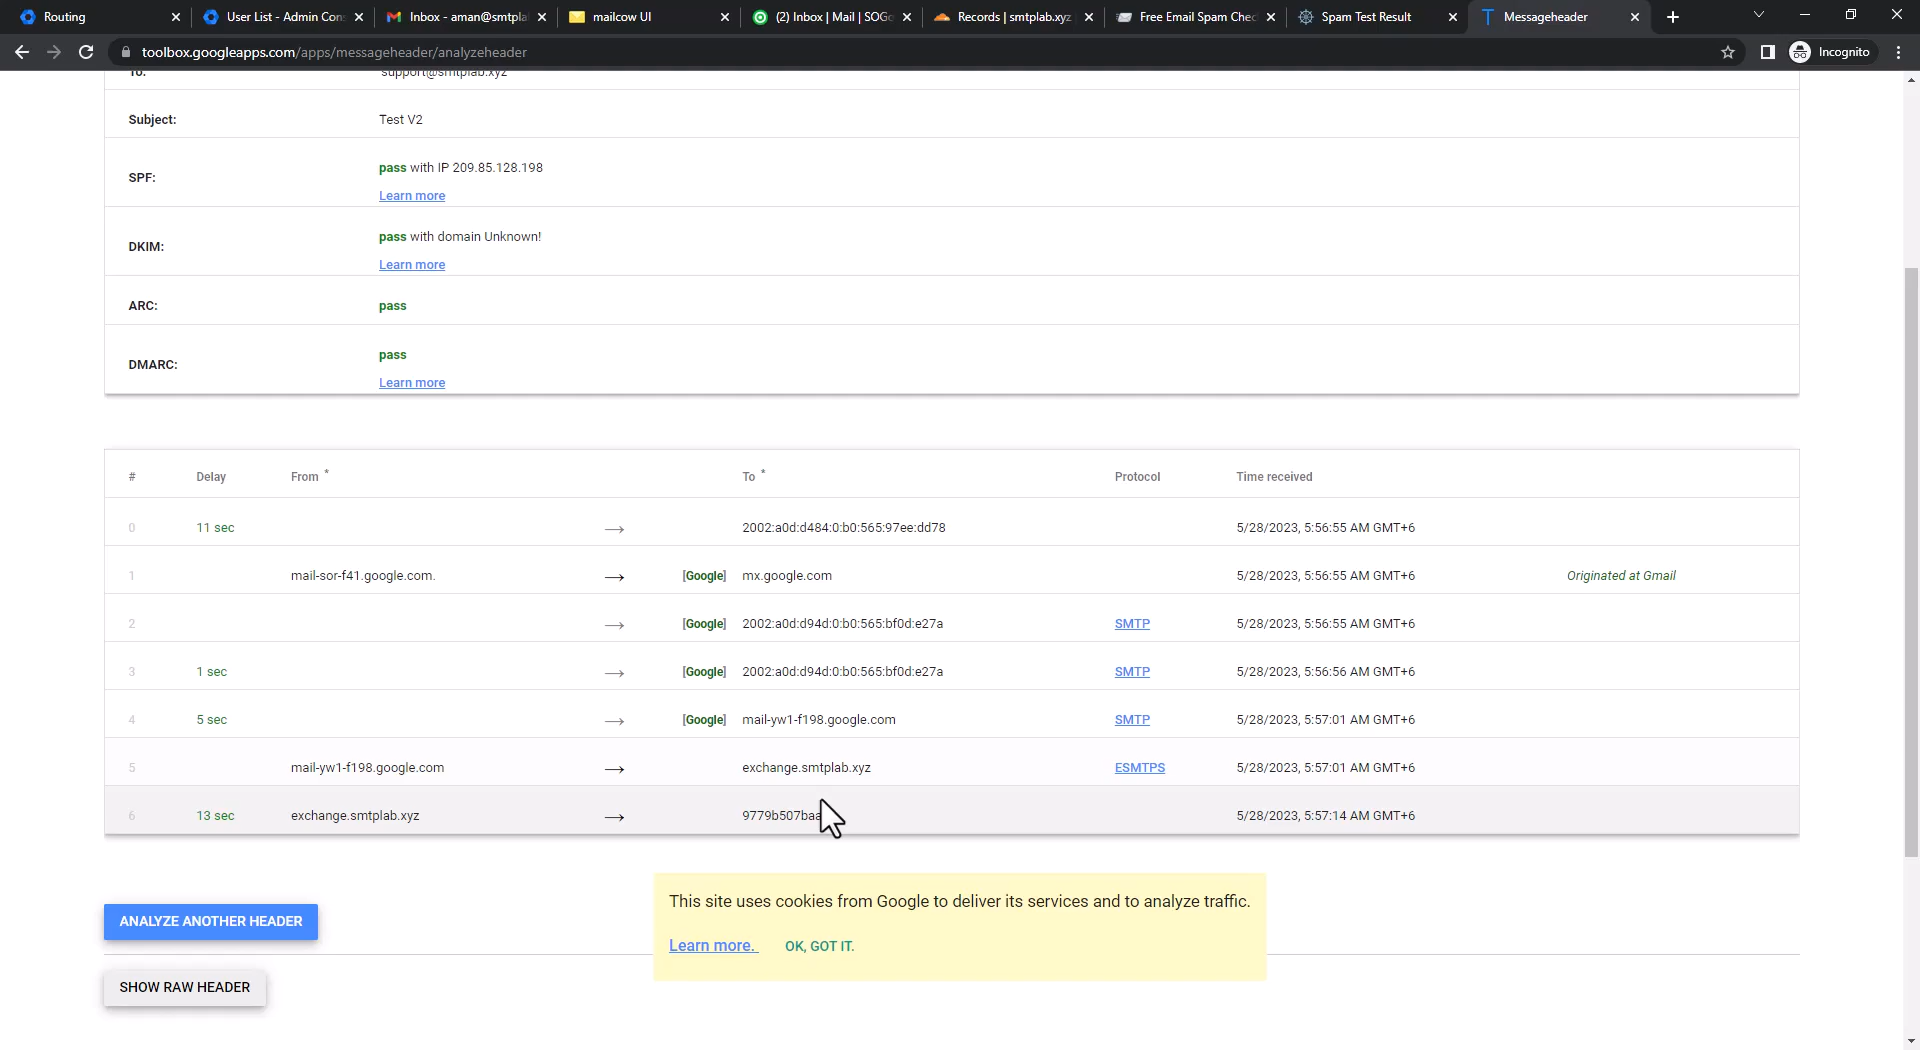 Routing
User List - Admin Con
Inbox - aman@smtplal
mailcow UI
(2) Inbox | Mail | SOGo
Records | smtplab.xyz
Free Email Spam Chec
Spam Test Result
Messageheader
toolbox.googleapps.com/apps/messageheader/analyzeheader
Incognito
To: support@smtplab.xyz
Subject: Test V2
SPF: pass with IP 209.85.128.198
Learn more
DKIM: pass with domain Unknown!
Learn more
ARC: pass
DMARC: pass
Learn more
# Delay From * To * Protocol Time received
0 11 sec → 2002:a0d:d484:0:b0:565:97ee:dd78 5/28/2023, 5:56:55 AM GMT+6
1 mail-sor-f41.google.com. → [Google] mx.google.com 5/28/2023, 5:56:55 AM GMT+6 Originated at Gmail
2 → [Google] 2002:a0d:d94d:0:b0:565:bf0d:e27a SMTP 5/28/2023, 5:56:55 AM GMT+6
3 1 sec → [Google] 2002:a0d:d94d:0:b0:565:bf0d:e27a SMTP 5/28/2023, 5:56:56 AM GMT+6
4 5 sec → [Google] mail-yw1-f198.google.com SMTP 5/28/2023, 5:57:01 AM GMT+6
5 mail-yw1-f198.google.com → exchange.smtplab.xyz ESMTPS 5/28/2023, 5:57:01 AM GMT+6
6 13 sec exchange.smtplab.xyz → 9779b507baa 5/28/2023, 5:57:14 AM GMT+6
This site uses cookies from Google to deliver its services and to analyze traffic.
Learn more. OK, GOT IT.
ANALYZE ANOTHER HEADER
SHOW RAW HEADER